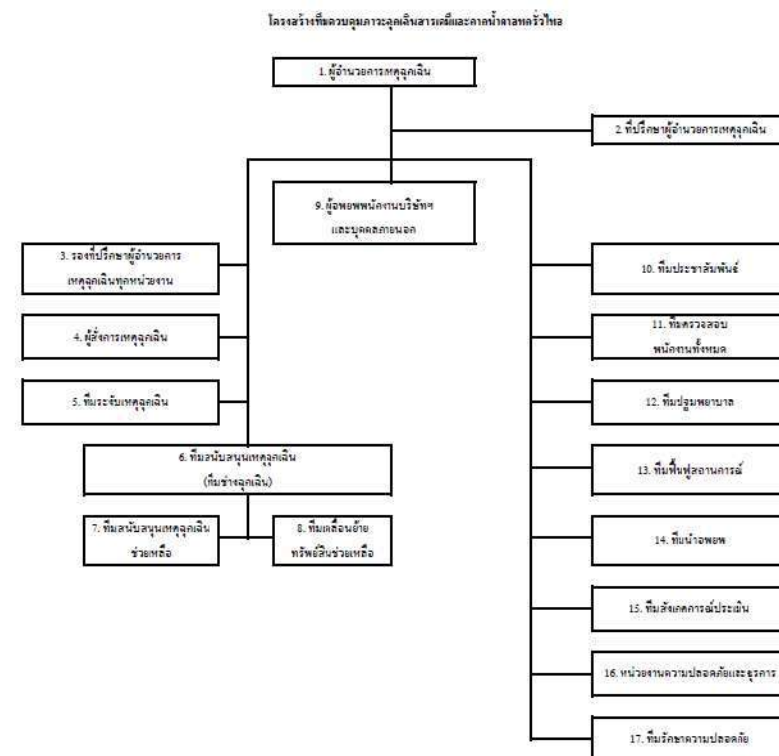 โครงสร้างทีมควบคุมภาวะฉุกเฉินสารเคมีและกากน้ำตาล
1. ผู้อำนวยการเหตุฉุกเฉิน
2. ที่ปรึกษาผู้อำนวยการเหตุฉุกเฉิน
9. ผู้อพยพพนักงานบริษัทฯ
และบุคคลภายนอก
3. รองที่ปรึกษาผู้อำนวยการ
เหตุฉุกเฉินทุกหน่วยงาน
4. ผู้สั่งการเหตุฉุกเฉิน
5. ทีมระงับเหตุฉุกเฉิน
6. ทีมสนับสนุนเหตุฉุกเฉิน
(ทีมช่างฉุกเฉิน)
7. ทีมสนับสนุนเหตุฉุกเฉิน
ช่วยเหลือ
8. ทีมเคลื่อนย้าย
ทรัพย์สินช่วยเหลือ
10. ทีมประชาสัมพันธ์
11. ทีมตรวจสอบ
พนักงานทั้งหมด
12. ทีมปฐมพยาบาล
13. ทีมฟื้นฟูสถานการณ์
14. ทีมนำอพยพ
15. ทีมสังเกตการณ์ประเมิน
16. หน่วยงานความปลอดภัยและธุรการ
17. ทีมรักษาความปลอดภัย